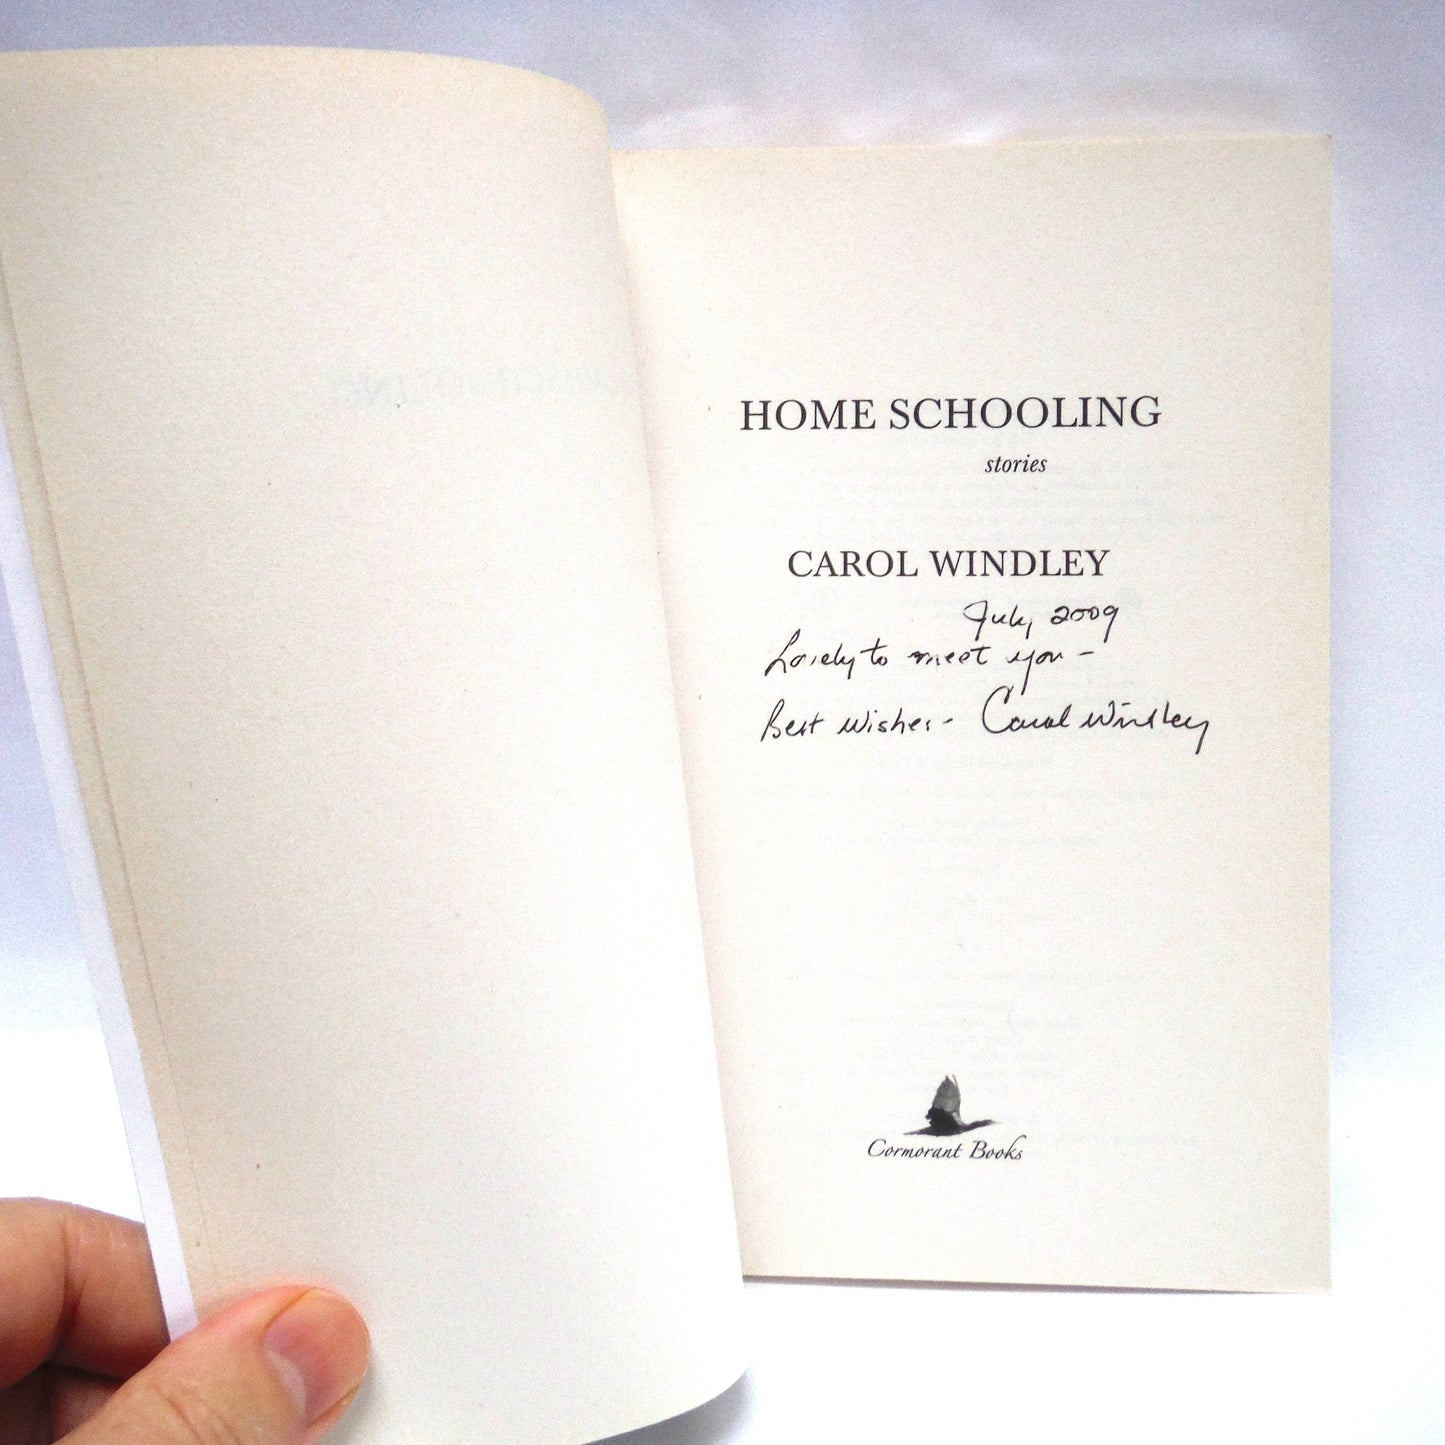 HOME SCHOOLING
stories
CAROL WINDLEY
July, 2009
Lovely to meet you -
Best wishes - Carol Windley
Cormorant Books